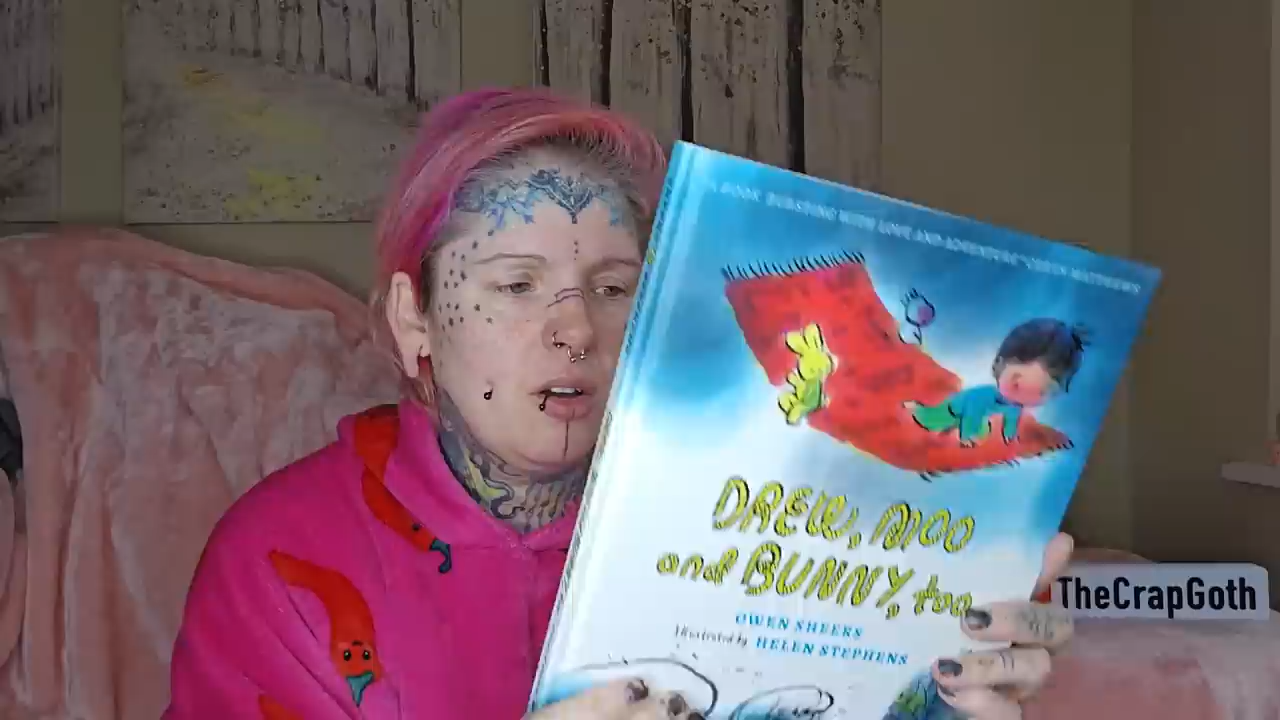 A BOOK BURSTING WITH LOVE AND ADVENTURE
DREW, MOO
and BUNNY, too
OWEN SHEERS
Illustrated by HELEN STEPHENS
TheCrapGoth